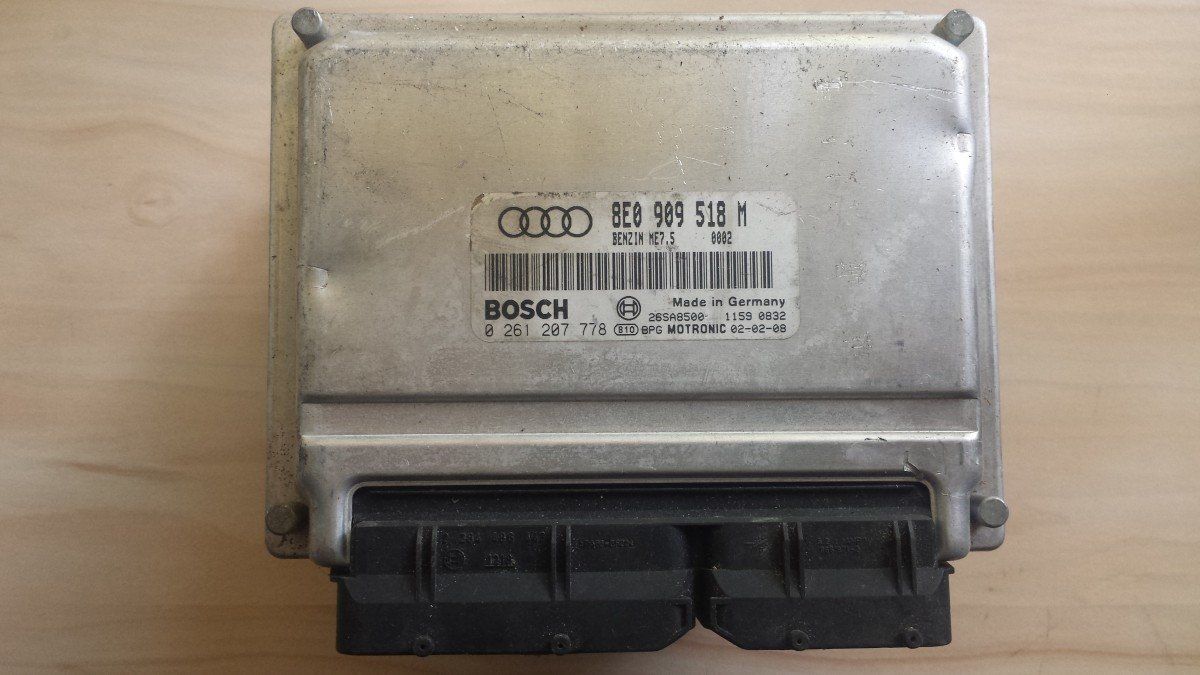 8E0 909 518 M
BENZIN ME7.5 0002
BOSCH Made in Germany
26SA8500 1159 0832
0 261 207 778 B10 BPG MOTRONIC 02-02-08